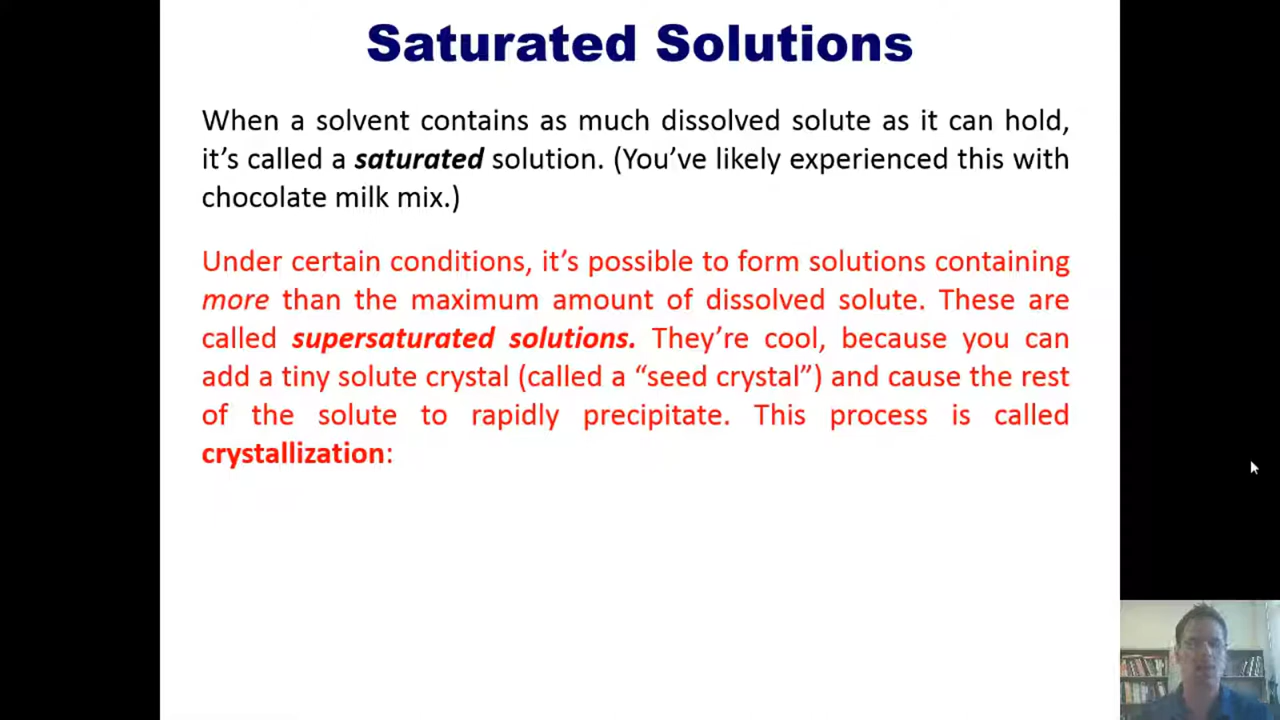 Saturated Solutions
When a solvent contains as much dissolved solute as it can hold,
it’s called a saturated solution. (You’ve likely experienced this with
chocolate milk mix.)
Under certain conditions, it’s possible to form solutions containing
more than the maximum amount of dissolved solute. These are
called supersaturated solutions. They’re cool, because you can
add a tiny solute crystal (called a “seed crystal”) and cause the rest
of the solute to rapidly precipitate. This process is called
crystallization: